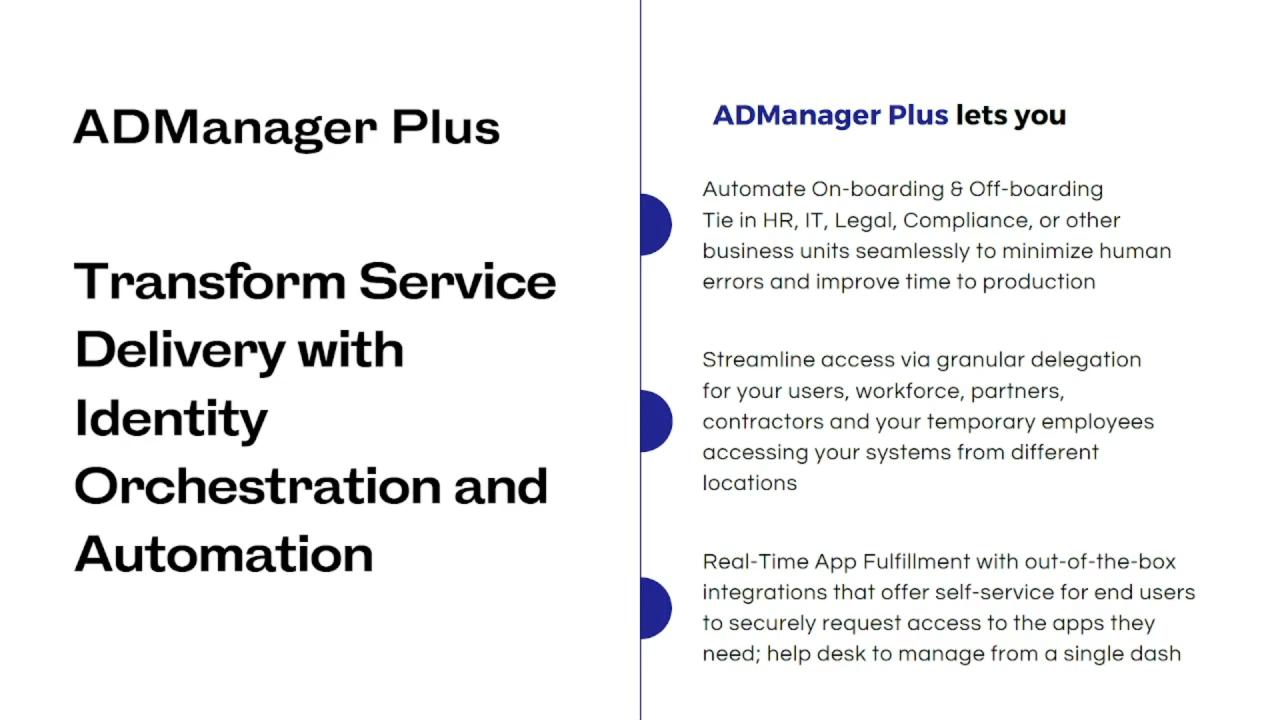 ADManager Plus
Transform Service
Delivery with
Identity
Orchestration and
Automation
ADManager Plus lets you
Automate On-boarding & Off-boarding
Tie in HR, IT, Legal, Compliance, or other
business units seamlessly to minimize human
errors and improve time to production
Streamline access via granular delegation
for your users, workforce, partners,
contractors and your temporary employees
accessing your systems from different
locations
Real-Time App Fulfillment with out-of-the-box
integrations that offer self-service for end users
to securely request access to the apps they
need; help desk to manage from a single dash